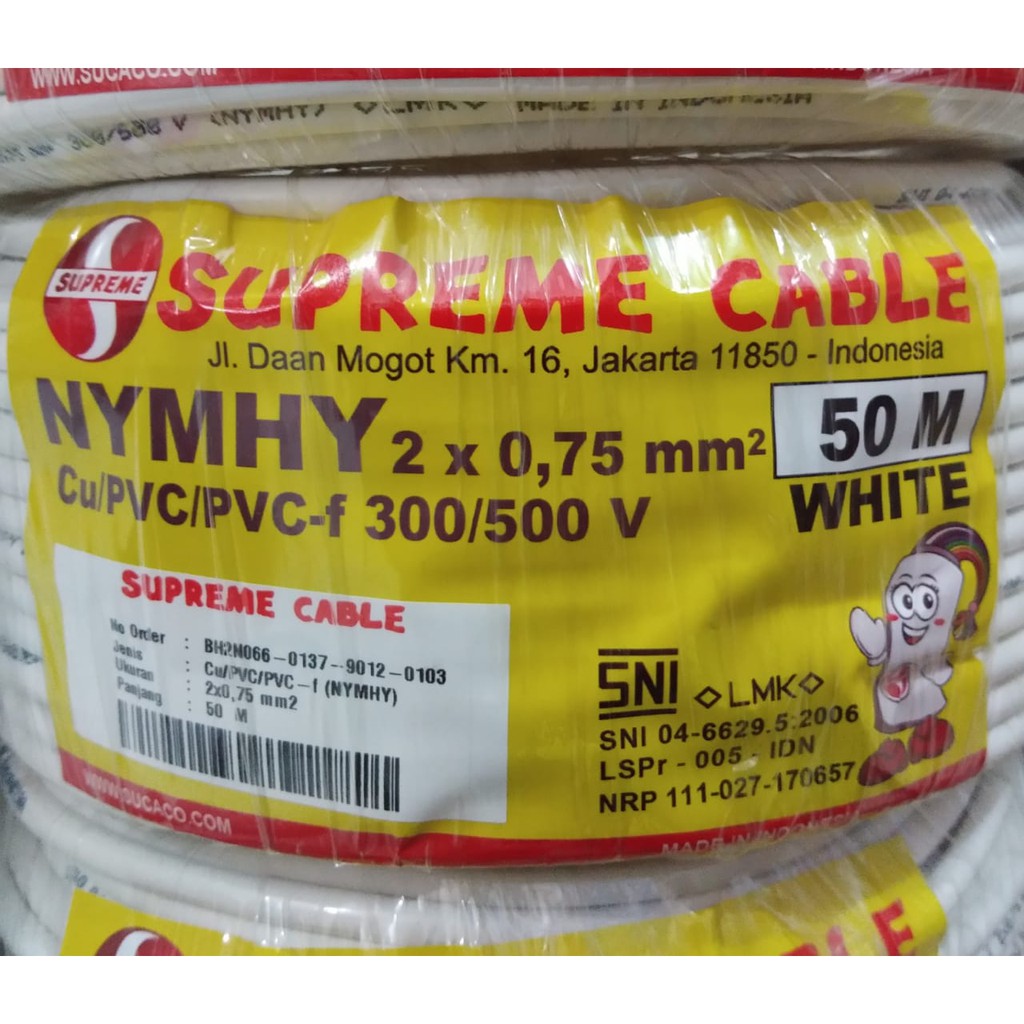 WWW.SUCACO.COM
INDONESIA
300/500 V (NYMHY) ◇LMK◇ MADE IN INDONESIA
SUPREME
SUPREME CABLE
Jl. Daan Mogot Km. 16, Jakarta 11850 - Indonesia
NYMHY 2 x 0,75 mm²
50 M
Cu/PVC/PVC-f 300/500 V
WHITE
SUPREME CABLE
No Order : BH2N066-0137-9012-0103
Jenis : Cu/PVC/PVC-f (NYMHY)
Ukuran : 2x0,75 mm2
Panjang : 50 M
SNI ◇LMK◇
SNI 04-6629.5:2006
LSPr - 005 - IDN
NRP 111-027-170657
WWW.SUCACO.COM
MADE IN INDONESIA